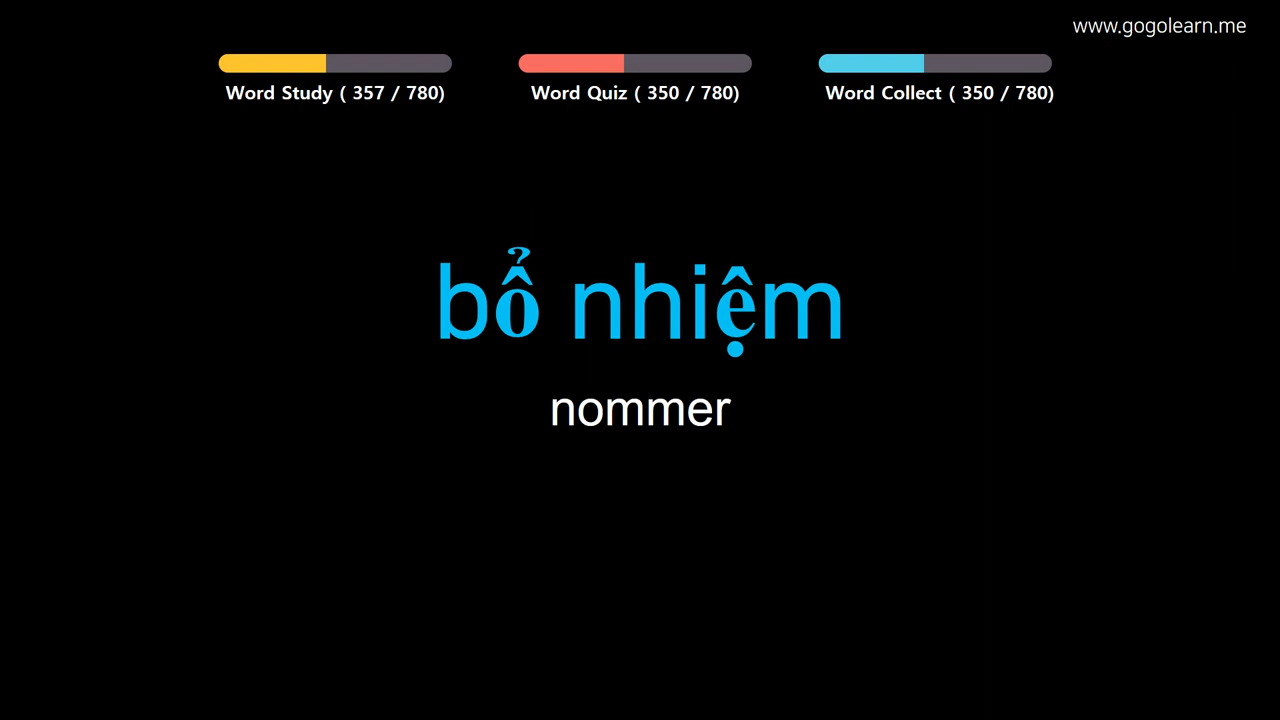 www.gogolearn.me
Word Study ( 357 / 780)
Word Quiz ( 350 / 780)
Word Collect ( 350 / 780)
bổ nhiệm
nommer